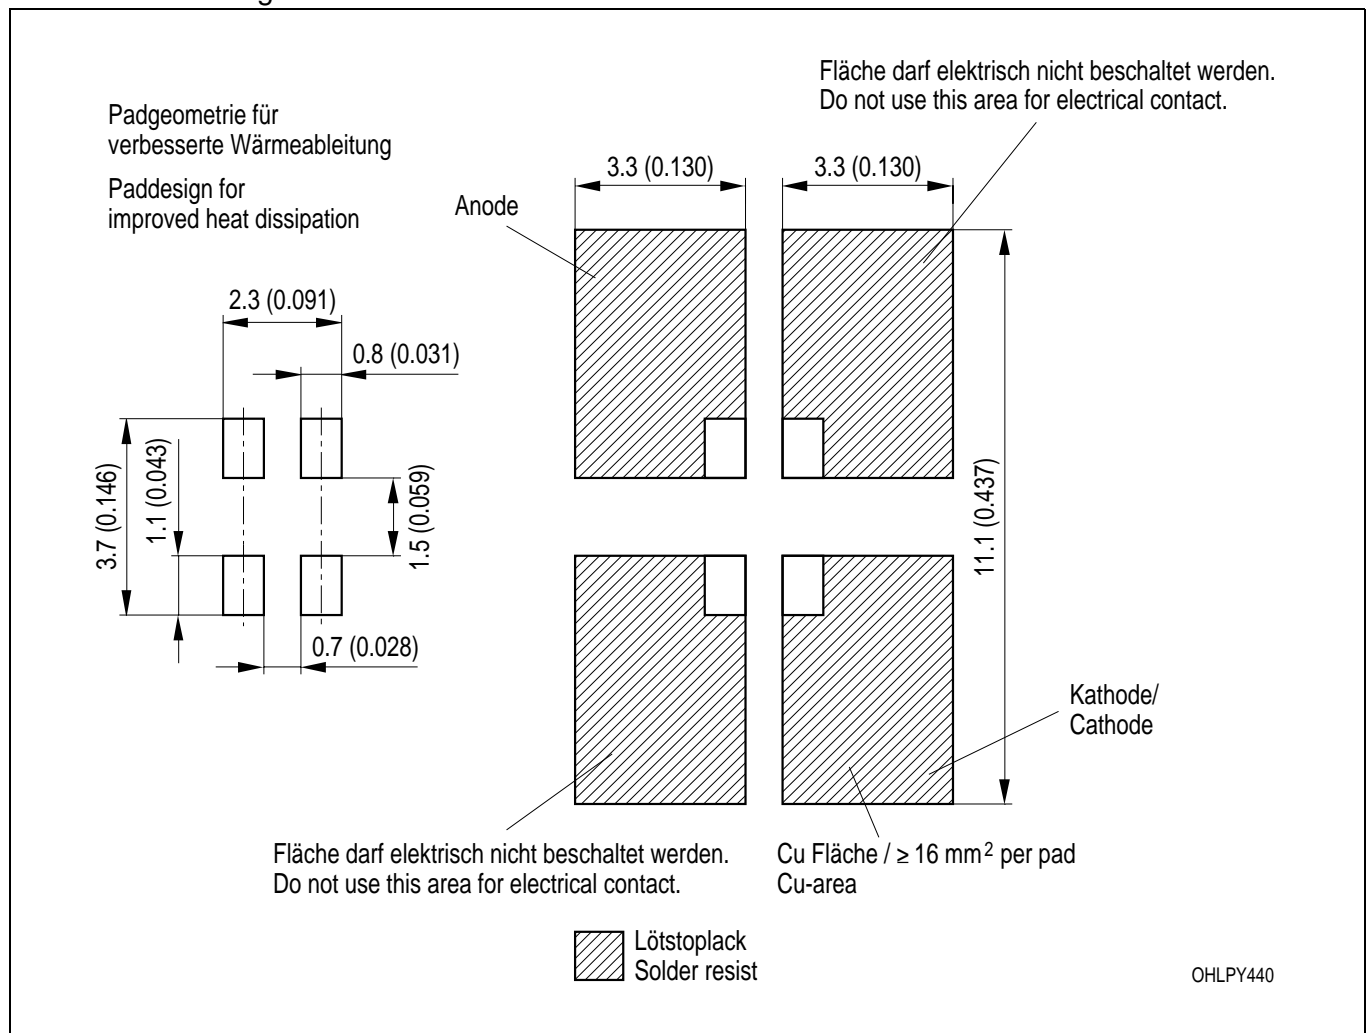 Fläche darf elektrisch nicht beschaltet werden.
Do not use this area for electrical contact.
Padgeometrie für
verbesserte Wärmeableitung
Paddesign for
improved heat dissipation
3.3 (0.130)
3.3 (0.130)
Anode
2.3 (0.091)
0.8 (0.031)
3.7 (0.146)
1.1 (0.043)
1.5 (0.059)
11.1 (0.437)
0.7 (0.028)
Kathode/
Cathode
Fläche darf elektrisch nicht beschaltet werden.
Do not use this area for electrical contact.
Cu Fläche / ≥ 16 mm² per pad
Cu-area
Lötstoplack
Solder resist
OHLPY440